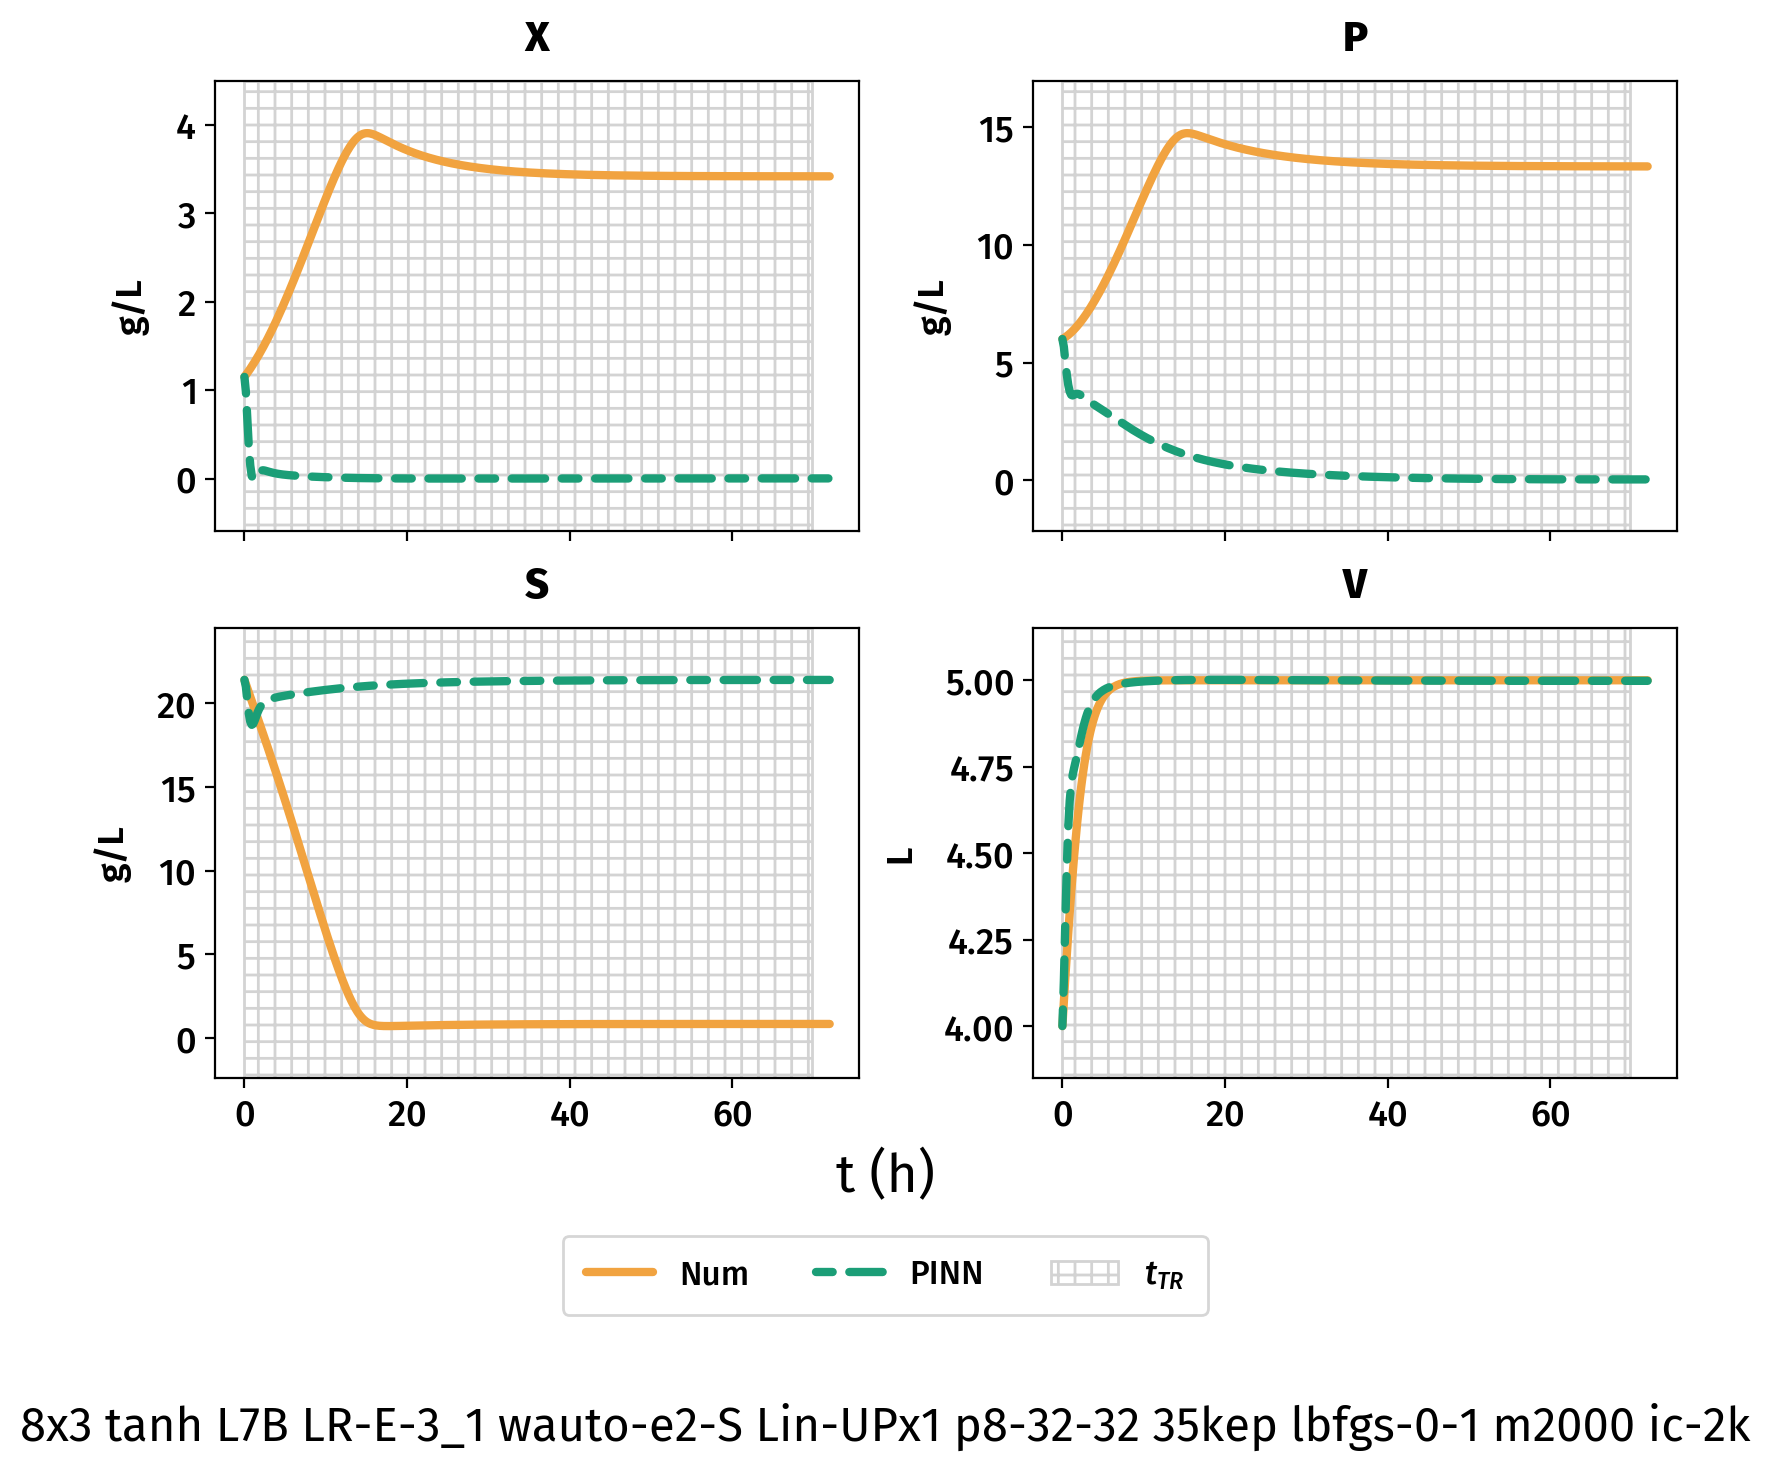 X
P
4
3
2
1
0
g/L
15
10
5
0
g/L
S
V
20
15
10
5
0
g/L
5.00
4.75
4.50
4.25
4.00
L
0 20 40 60
0 20 40 60
t (h)
Num PINN t_TR
8x3 tanh L7B LR-E-3_1 wauto-e2-S Lin-UPx1 p8-32-32 35kep lbfgs-0-1 m2000 ic-2k